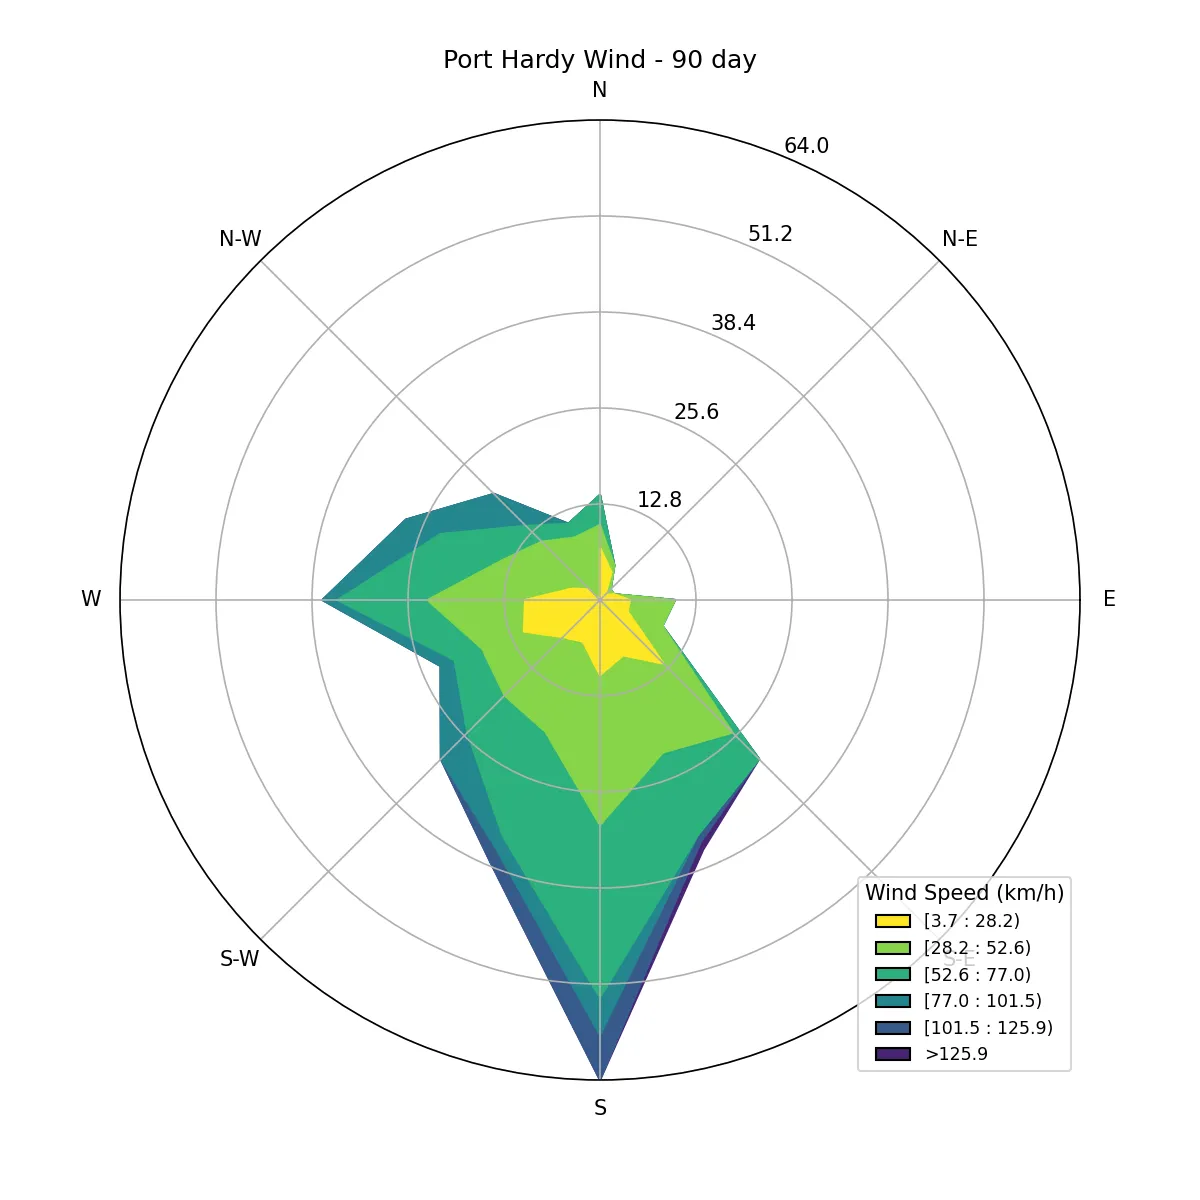 Port Hardy Wind - 90 day
N
64.0
51.2
N-W
N-E
38.4
25.6
12.8
W
E
Wind Speed (km/h)
[3.7 : 28.2)
[28.2 : 52.6)
S-W
S-E
[52.6 : 77.0)
[77.0 : 101.5)
[101.5 : 125.9)
>125.9
S